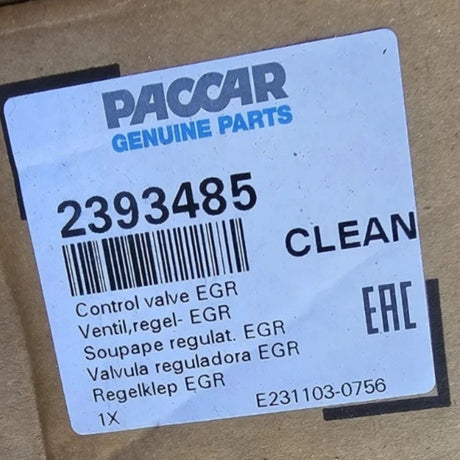 PACCAR
GENUINE PARTS
2393485
CLEAN
Control valve EGR
Ventil,regel- EGR
Soupape regulat. EGR
Valvula reguladora EGR
Regelklep EGR
1X
EAC
E231103-0756